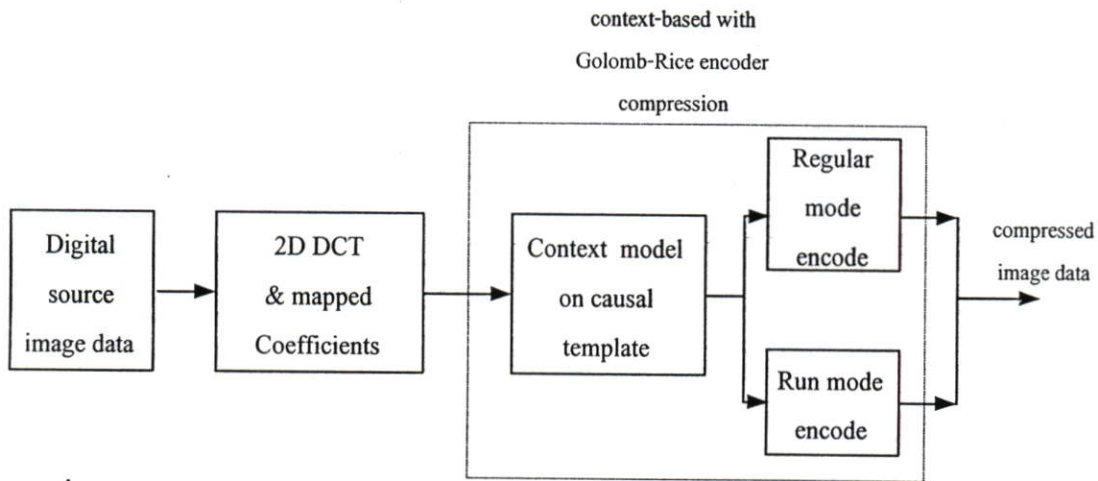 context-based with
Golomb-Rice encoder
compression
Digital
source
image data
2D DCT
& mapped
Coefficients
Context model
on causal
template
Regular
mode
encode
Run mode
encode
compressed
image data